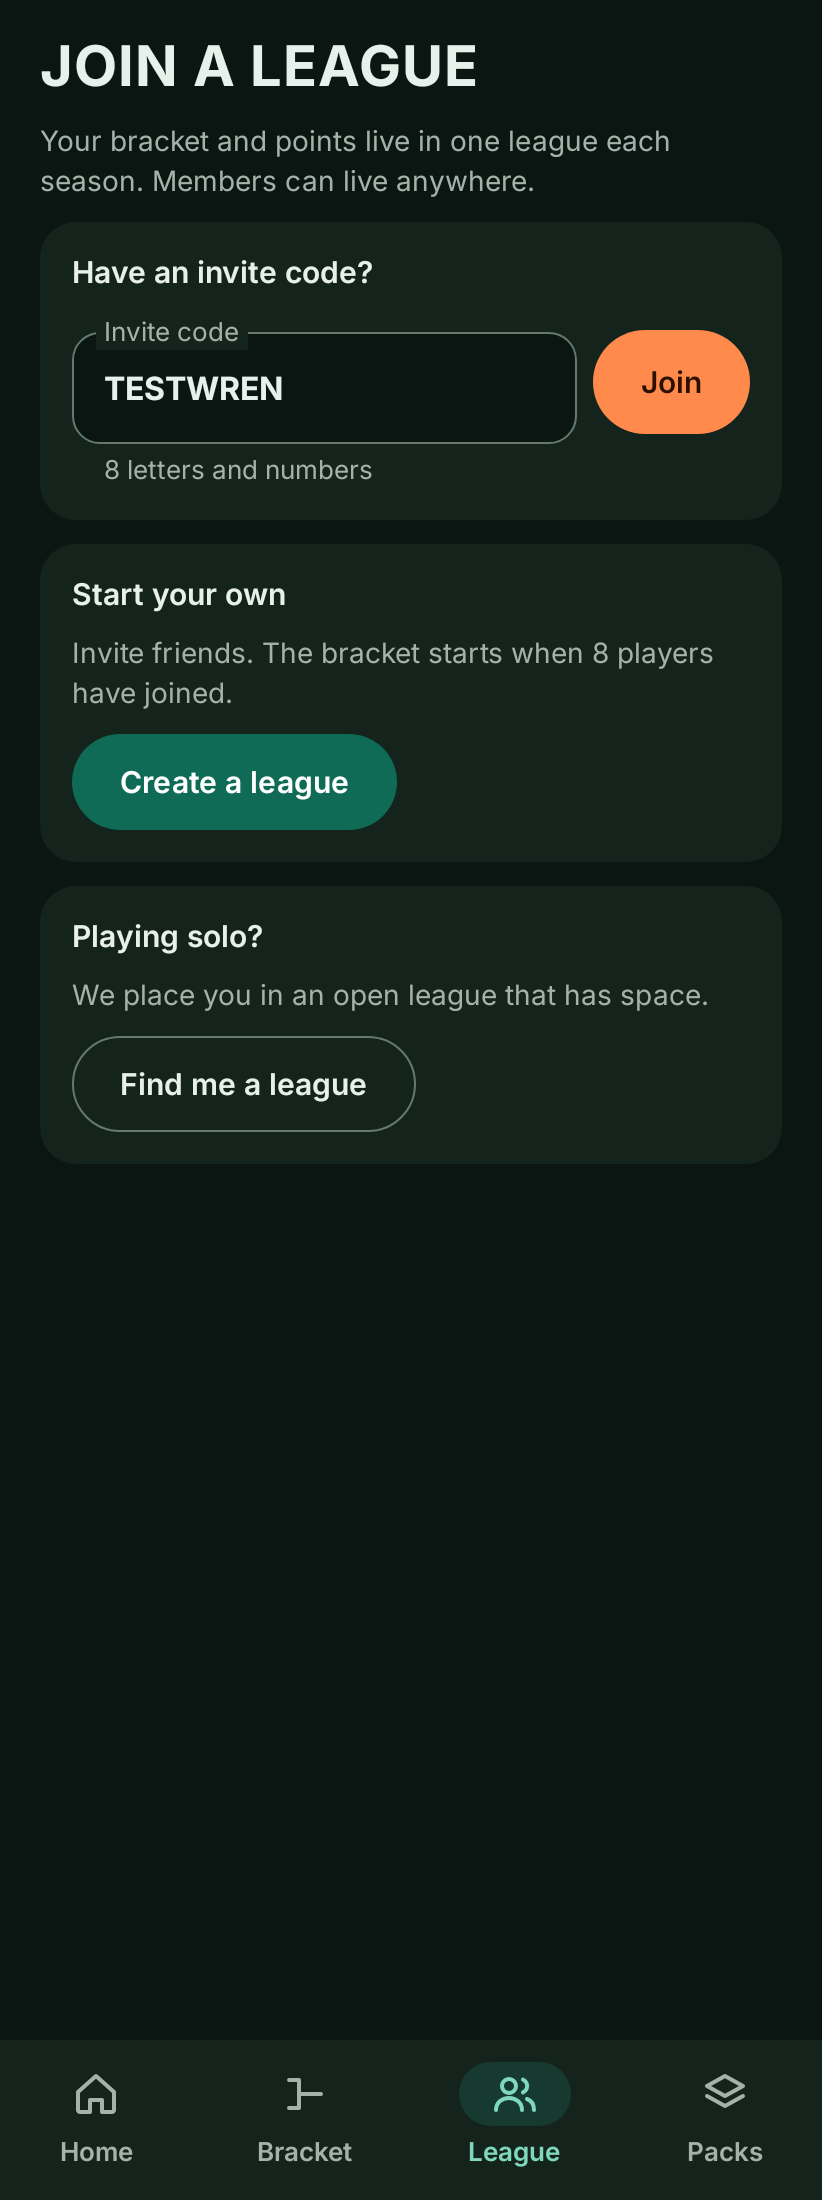 JOIN A LEAGUE
Your bracket and points live in one league each
season. Members can live anywhere.
Have an invite code?
Invite code
TESTWREN
Join
8 letters and numbers
Start your own
Invite friends. The bracket starts when 8 players
have joined.
Create a league
Playing solo?
We place you in an open league that has space.
Find me a league
Home
Bracket
League
Packs